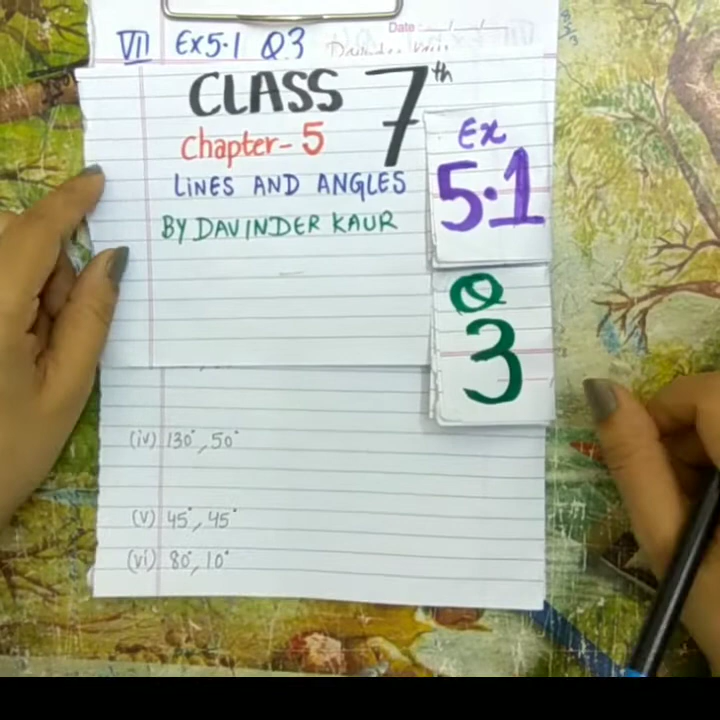 VII Ex5.1 Q3
Date :
CLASS 7th
Chapter-5
LINES AND ANGLES
BY DAVINDER KAUR
Ex
5.1
Q
3
(iv) 130°, 50°
(v) 45°, 45°
(vi) 80°, 10°